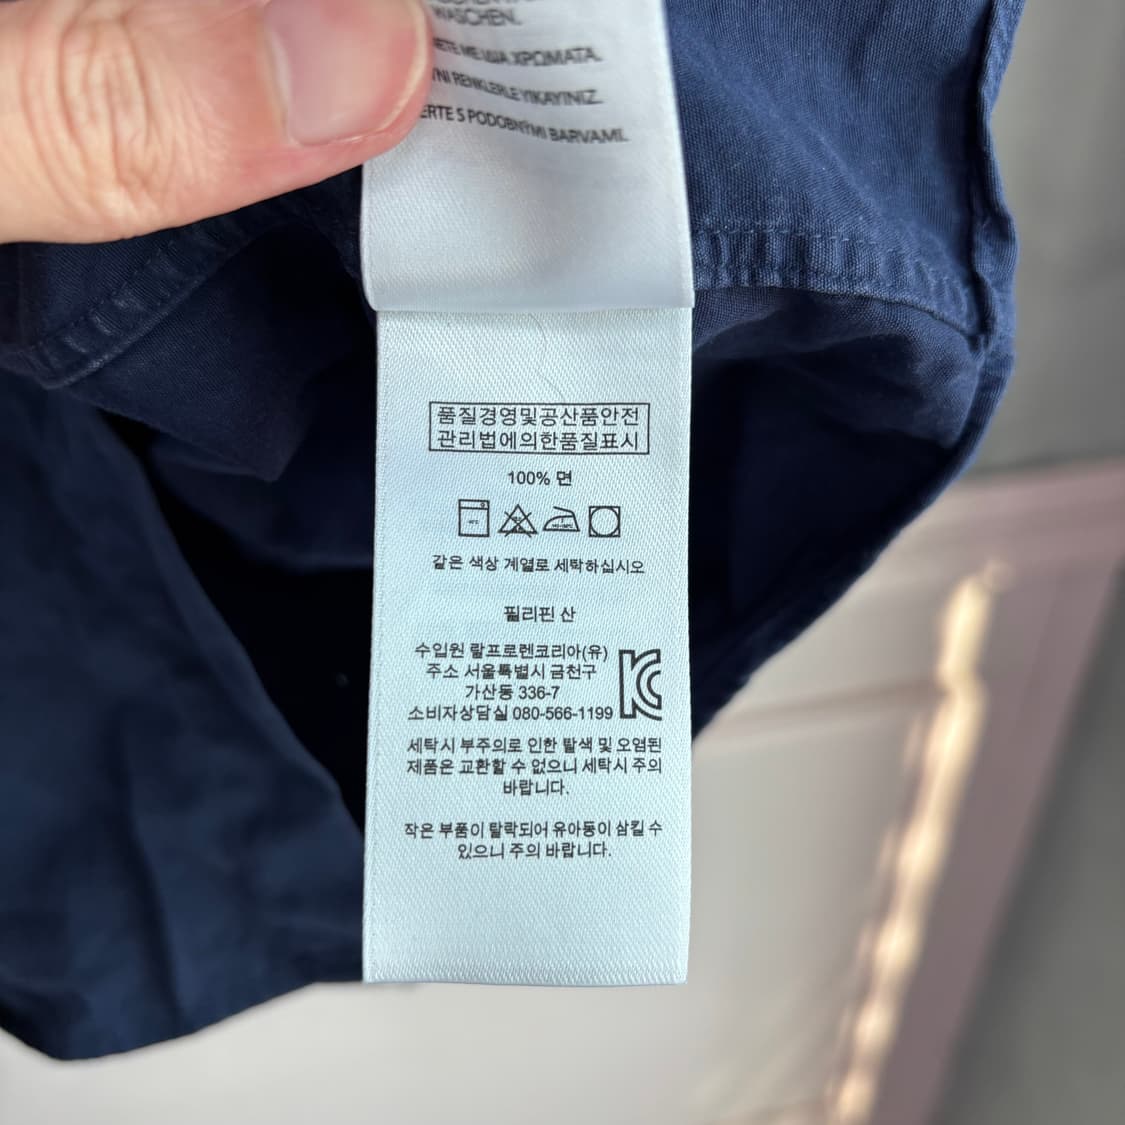 WASCHEN.
ΜΕ ΙΔΙΑ ΧΡΩΜΑΤΑ.
RENKLERLE YIKAYINIZ.
S PODOBNÝMI BARVAMI.
품질경영및공산품안전
관리법에의한품질표시
100% 면
같은 색상 계열로 세탁하십시오
필리핀 산
수입원 랄프로렌코리아(유)
주소 서울특별시 금천구
가산동 336-7
소비자상담실 080-566-1199
세탁시 부주의로 인한 탈색 및 오염된
제품은 교환할 수 없으니 세탁시 주의
바랍니다.
작은 부품이 탈락되어 유아동이 삼킬 수
있으니 주의 바랍니다.